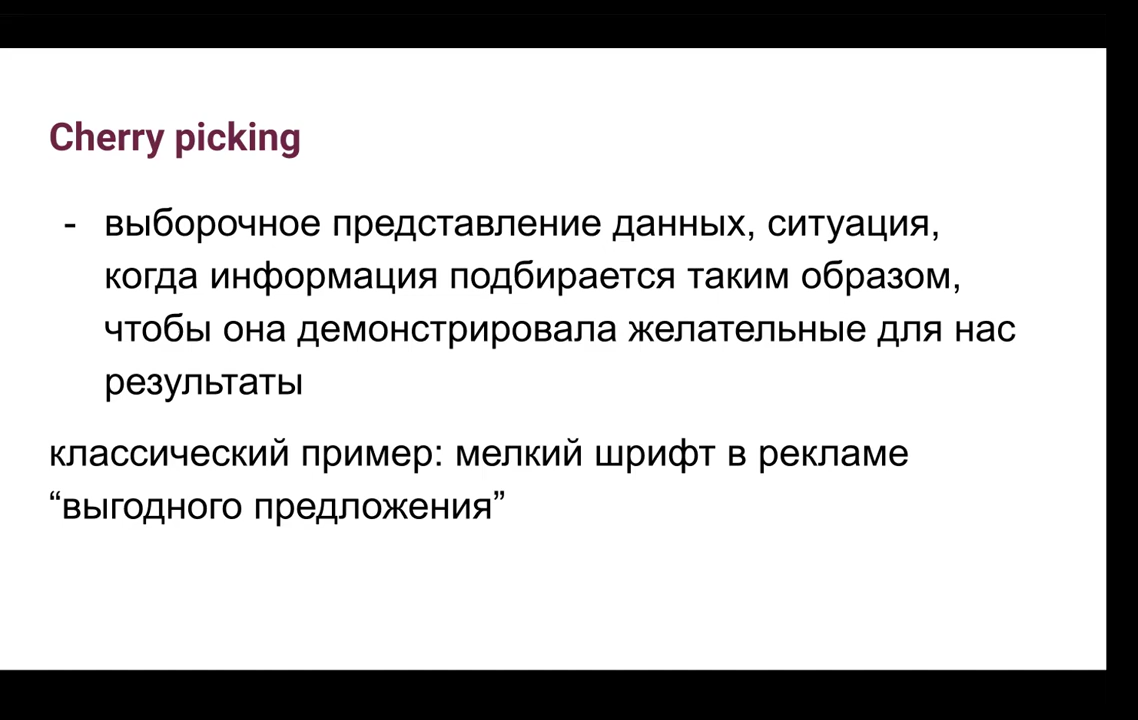 Cherry picking
- выборочное представление данных, ситуация,
когда информация подбирается таким образом,
чтобы она демонстрировала желательные для нас
результаты
классический пример: мелкий шрифт в рекламе
“выгодного предложения”